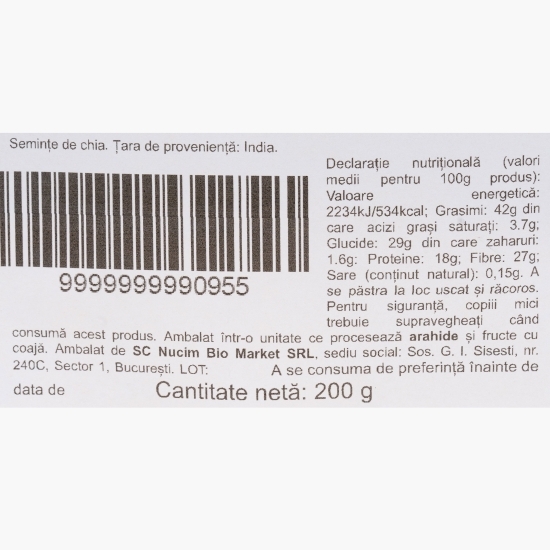 Semințe de chia. Țara de proveniență: India.
9999999990955
Declarație nutrițională (valori
medii pentru 100g produs):
Valoare energetică:
2234kJ/534kcal; Grasimi: 42g din
care acizi grași saturați: 3.7g;
Glucide: 29g din care zaharuri:
1.6g; Proteine: 18g; Fibre: 27g;
Sare (conținut natural): 0,15g. A
se păstra la loc uscat și răcoros.
Pentru siguranță, copiii mici
trebuie supravegheați când
consumă acest produs. Ambalat într-o unitate ce procesează arahide și fructe cu
coajă. Ambalat de SC Nucim Bio Market SRL, sediu social: Sos. G. I. Sisesti, nr.
240C, Sector 1, București. LOT: A se consuma de preferință înainte de
data de Cantitate netă: 200 g